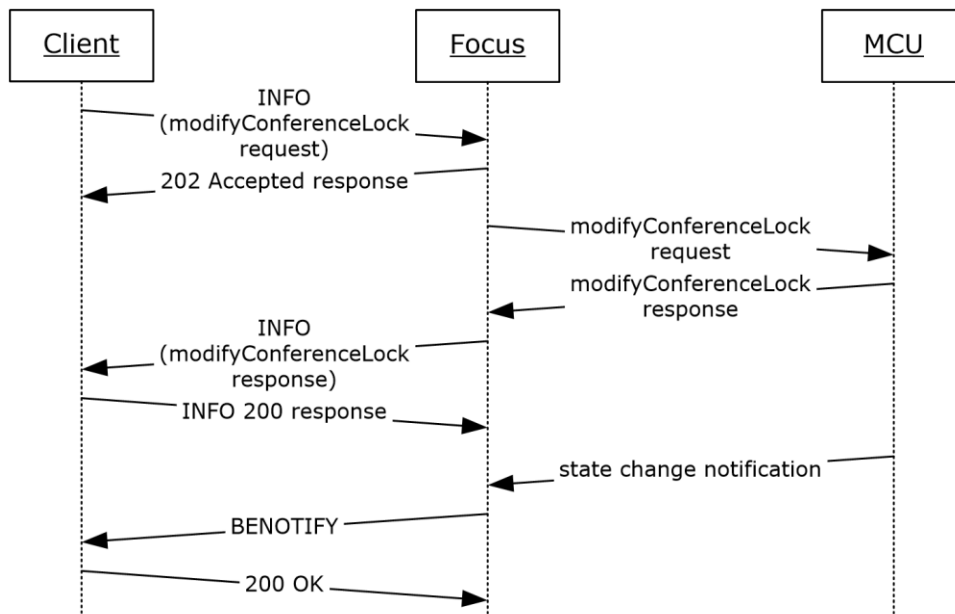 Client
Focus
MCU
INFO
(modifyConferenceLock
request)
202 Accepted response
modifyConferenceLock
request
modifyConferenceLock
response
INFO
(modifyConferenceLock
response)
INFO 200 response
state change notification
BENOTIFY
200 OK